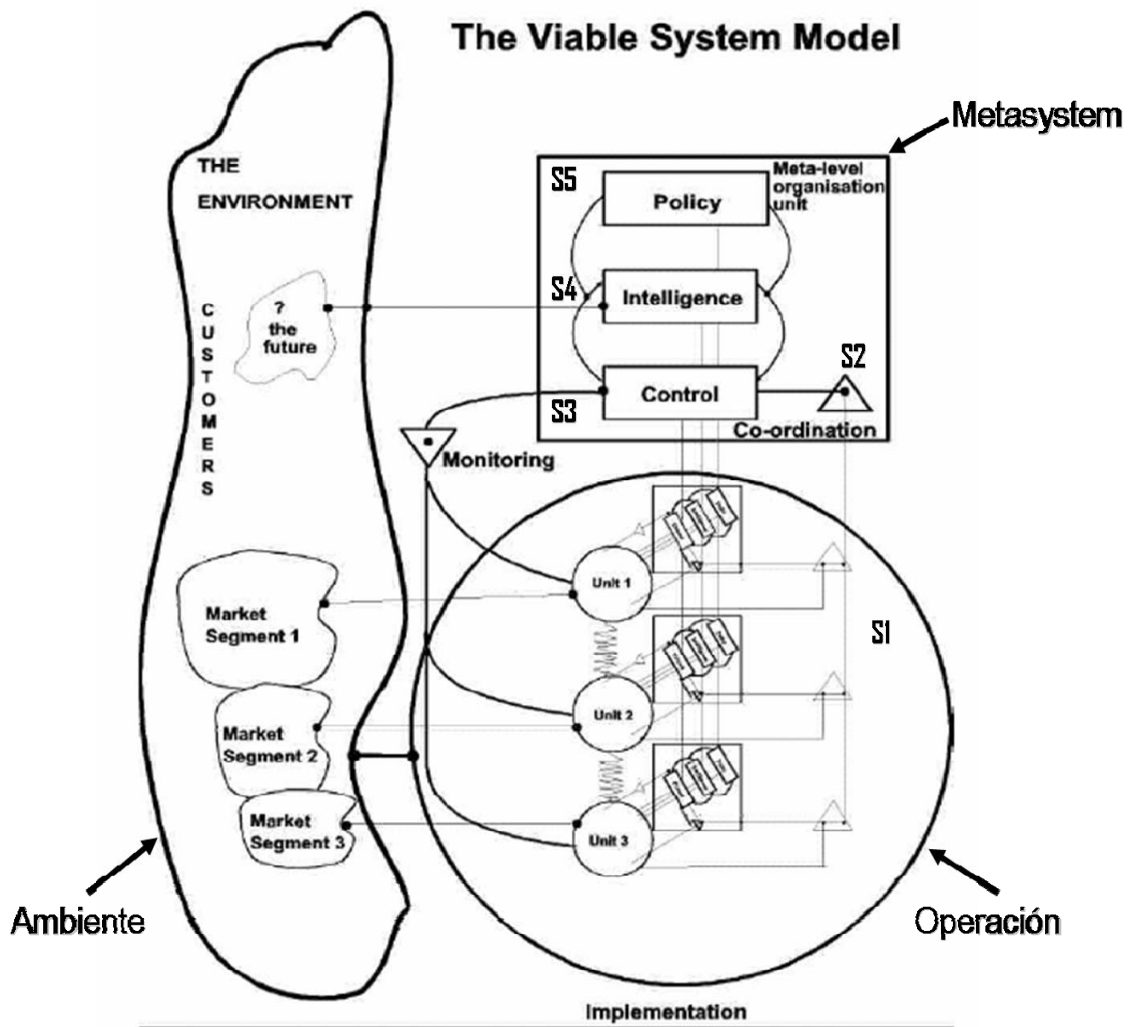 The Viable System Model
Metasystem
THE
ENVIRONMENT
S5
Policy
Meta-level
organisation
unit
S4
Intelligence
S2
S3
Control
Co-ordination
CUSTOMERS
?
the
future
Monitoring
Market
Segment 1
Unit 1
S1
Market
Segment 2
Unit 2
Market
Segment 3
Unit 3
Ambiente
Operación
Implementation